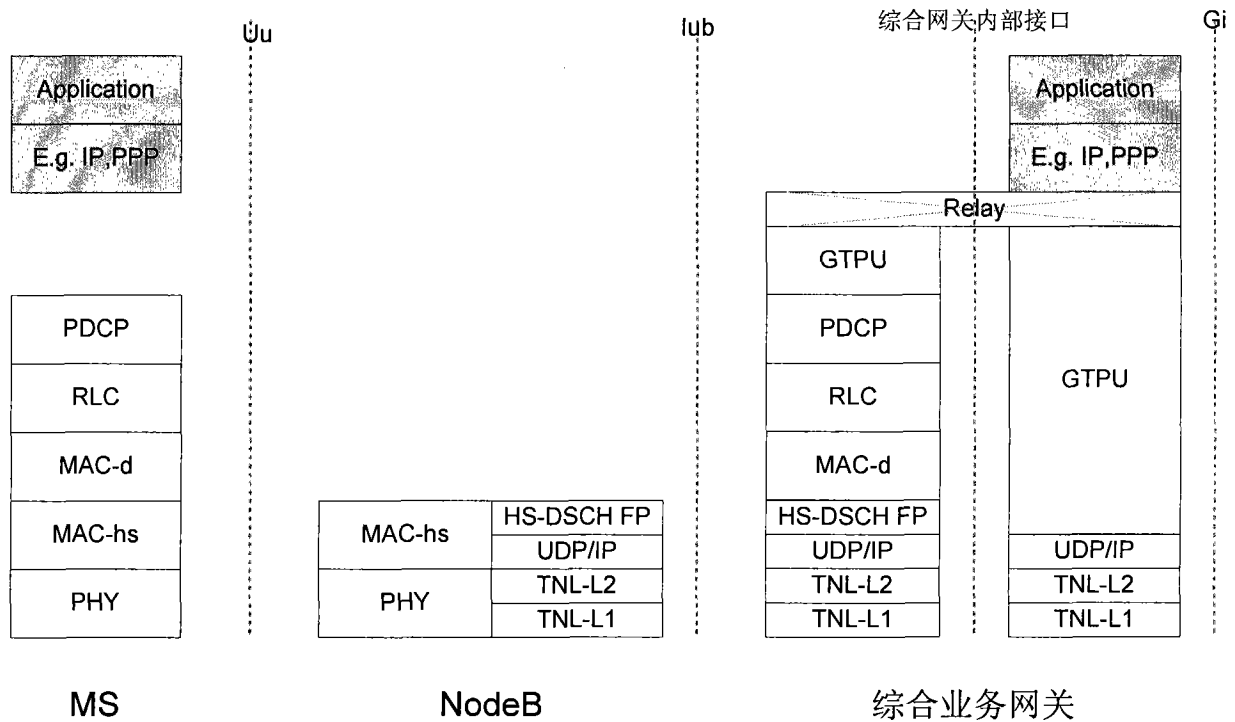 Uu
Iub
综合网关内部接口
Gi
Application
E.g. IP,PPP
PDCP
RLC
MAC-d
MAC-hs
PHY
MAC-hs
PHY
HS-DSCH FP
UDP/IP
TNL-L2
TNL-L1
Relay
GTPU
PDCP
RLC
MAC-d
HS-DSCH FP
UDP/IP
TNL-L2
TNL-L1
Application
E.g. IP,PPP
GTPU
UDP/IP
TNL-L2
TNL-L1
MS
NodeB
综合业务网关